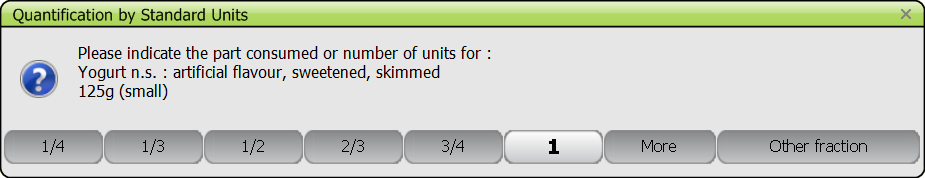 Quantification by Standard Units
Please indicate the part consumed or number of units for :
Yogurt n.s. : artificial flavour, sweetened, skimmed
125g (small)
1/4 1/3 1/2 2/3 3/4 1 More Other fraction